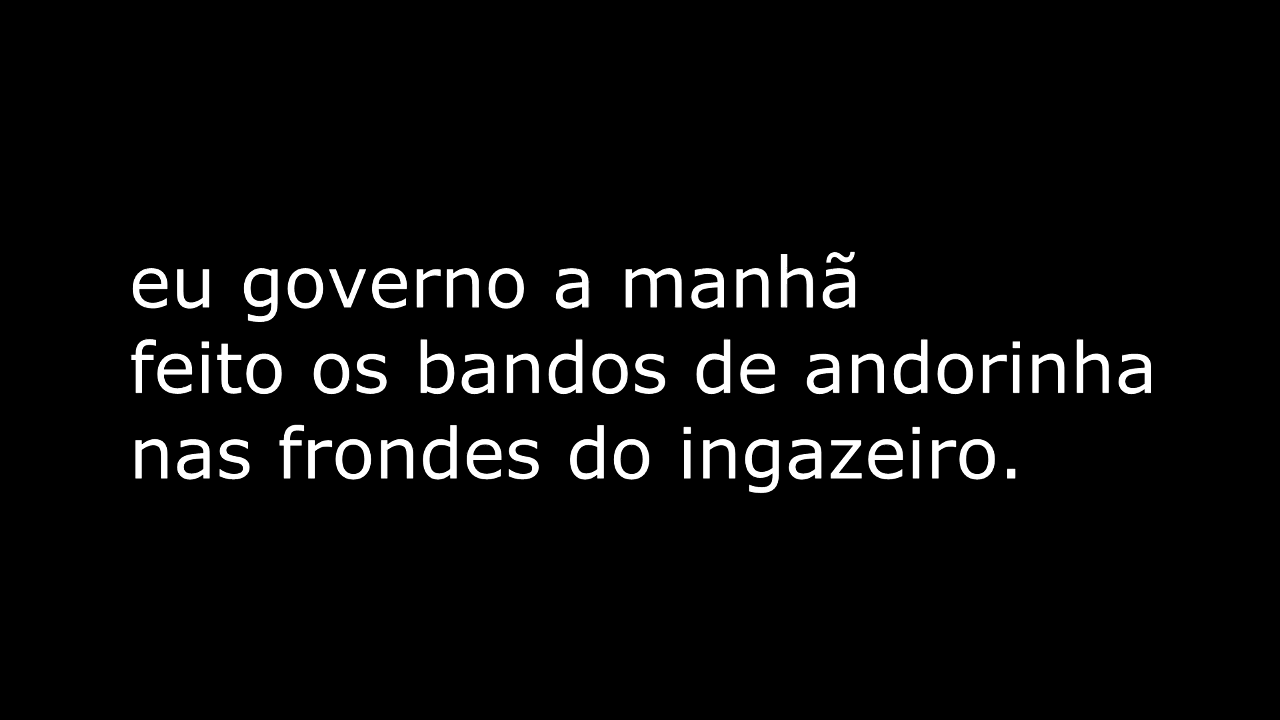 eu governo a manhã
feito os bandos de andorinha
nas frondes do ingazeiro.